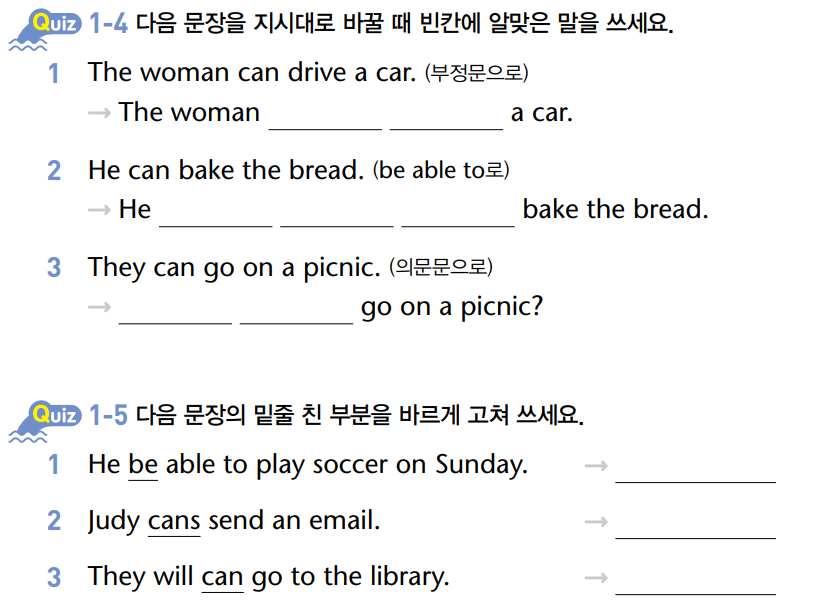 Quiz 1-4 다음 문장을 지시대로 바꿀 때 빈칸에 알맞은 말을 쓰세요.
1 The woman can drive a car. (부정문으로)
→ The woman ________ ________ a car.
2 He can bake the bread. (be able to로)
→ He ________ ________ ________ bake the bread.
3 They can go on a picnic. (의문문으로)
→ ________ ________ go on a picnic?
Quiz 1-5 다음 문장의 밑줄 친 부분을 바르게 고쳐 쓰세요.
1 He be able to play soccer on Sunday. → ________
2 Judy cans send an email. → ________
3 They will can go to the library. → ________